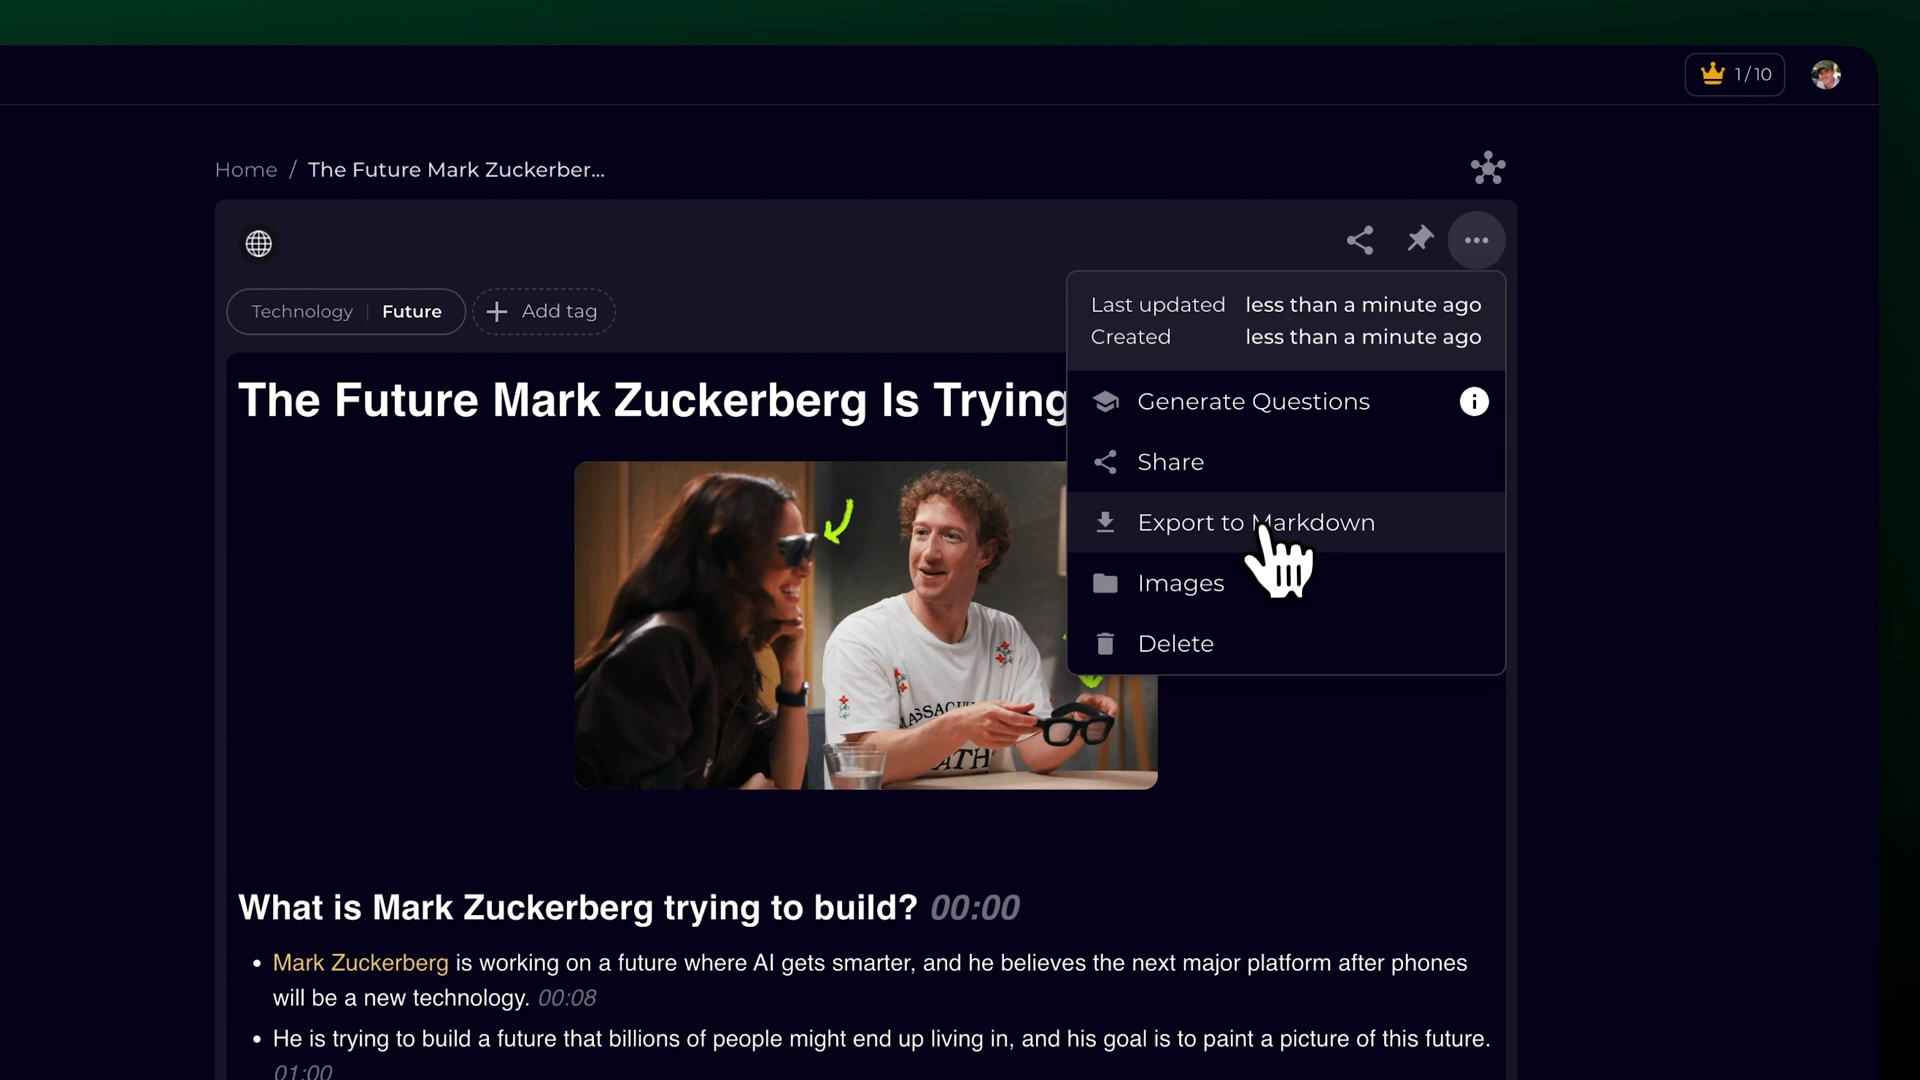 1/10
Home / The Future Mark Zuckerber...
Technology | Future
Add tag
Last updated less than a minute ago
Created less than a minute ago
The Future Mark Zuckerberg Is Trying
Generate Questions
Share
Export to Markdown
Images
Delete
What is Mark Zuckerberg trying to build? 00:00
• Mark Zuckerberg is working on a future where AI gets smarter, and he believes the next major platform after phones
will be a new technology. 00:08
• He is trying to build a future that billions of people might end up living in, and his goal is to paint a picture of this future.
01:00